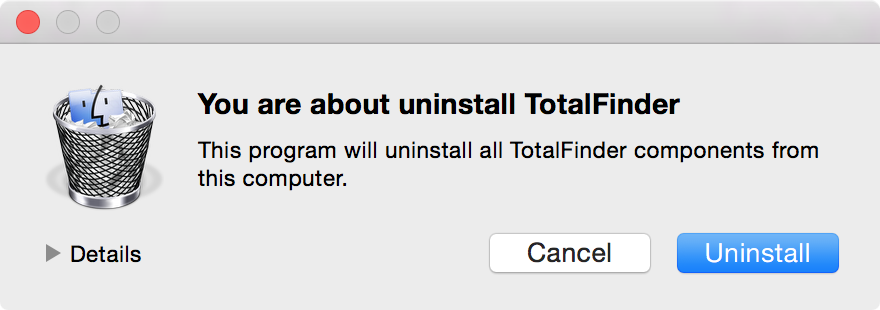 You are about uninstall TotalFinder
This program will uninstall all TotalFinder components from
this computer.
Details
Cancel
Uninstall